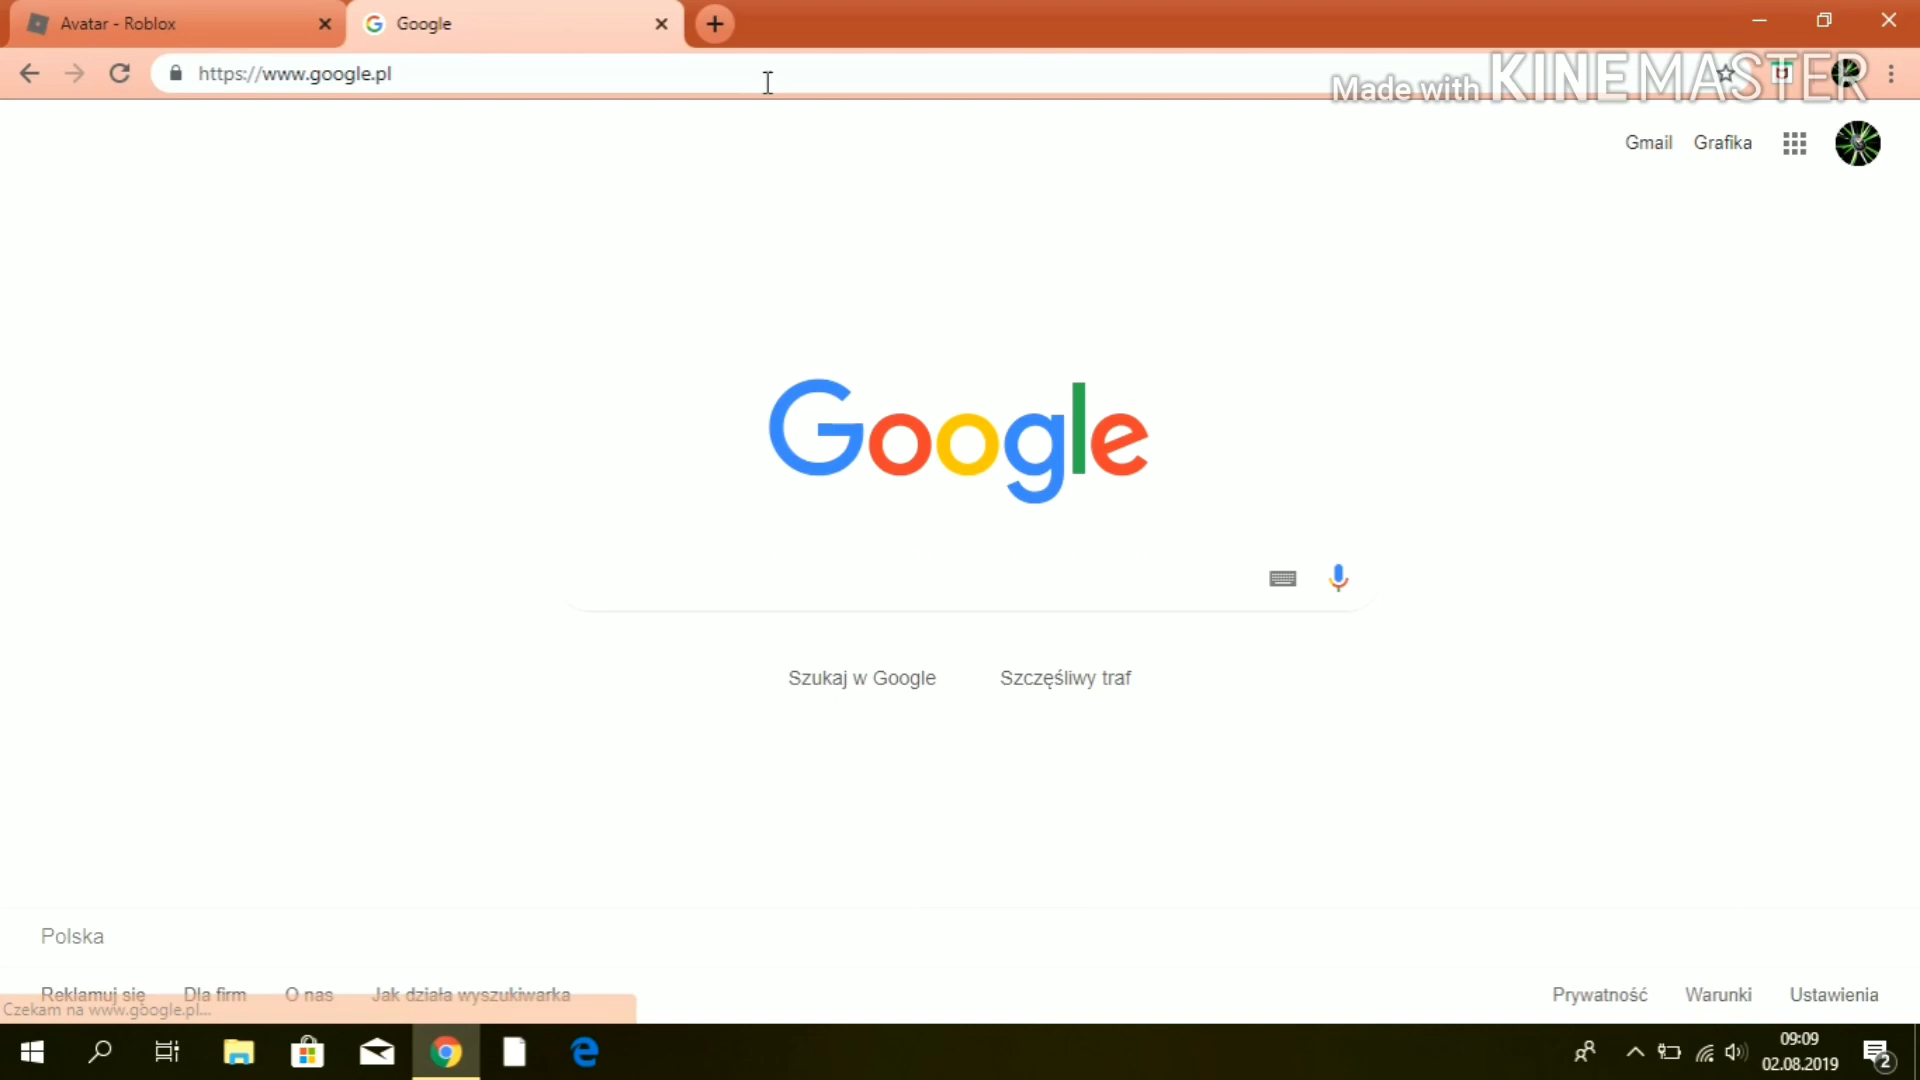 Avatar - Roblox
Google
https://www.google.pl
Made with KINEMASTER
Gmail Grafika
Google
Szukaj w Google Szczęśliwy traf
Polska
Reklamuj się Dla firm O nas Jak działa wyszukiwarka Prywatność Warunki Ustawienia
Czekam na www.google.pl...
09:09
02.08.2019
2